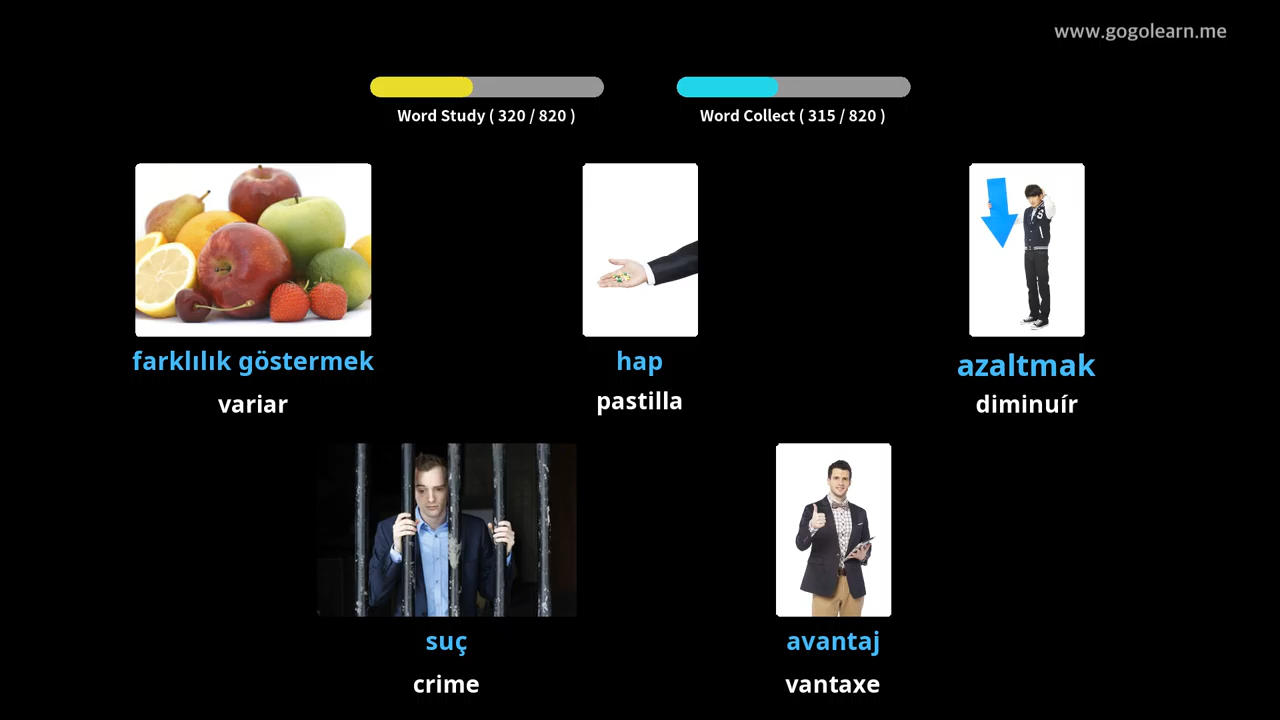 www.gogolearn.me
Word Study ( 320 / 820 )
Word Collect ( 315 / 820 )
farklılık göstermek
variar
hap
pastilla
azaltmak
diminuír
suç
crime
avantaj
vantaxe